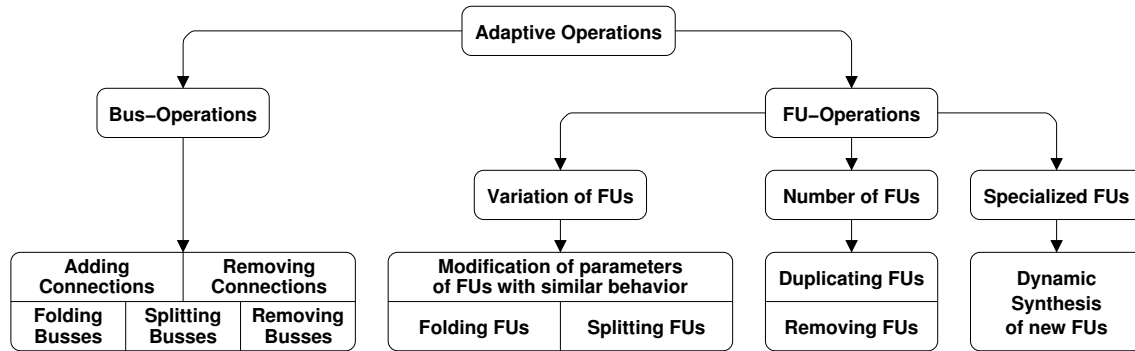 Adaptive Operations
Bus–Operations
FU–Operations
Variation of FUs
Number of FUs
Specialized FUs
Adding
Connections
Removing
Connections
Folding
Busses
Splitting
Busses
Removing
Busses
Modification of parameters
of FUs with similar behavior
Folding FUs
Splitting FUs
Duplicating FUs
Removing FUs
Dynamic
Synthesis
of new FUs